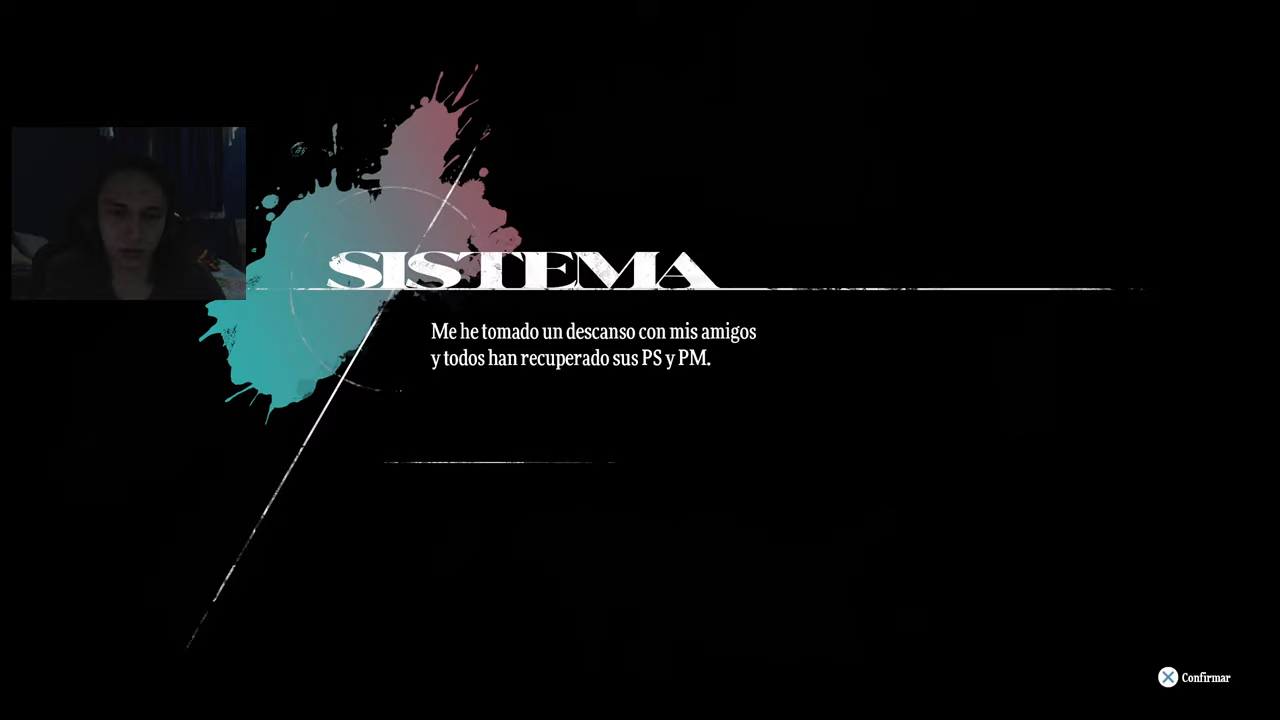 SISTEMA
Me he tomado un descanso con mis amigos
y todos han recuperado sus PS y PM.
Confirmar